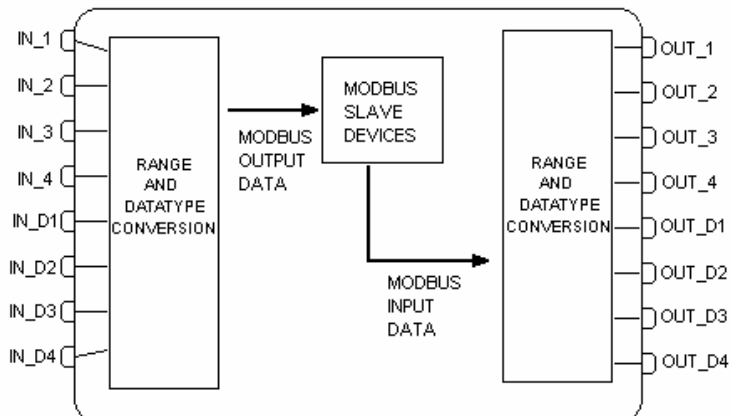 IN_1
IN_2
IN_3
IN_4
IN_D1
IN_D2
IN_D3
IN_D4
RANGE
AND
DATATYPE
CONVERSION
MODBUS
OUTPUT
DATA
MODBUS
SLAVE
DEVICES
MODBUS
INPUT
DATA
RANGE
AND
DATATYPE
CONVERSION
OUT_1
OUT_2
OUT_3
OUT_4
OUT_D1
OUT_D2
OUT_D3
OUT_D4